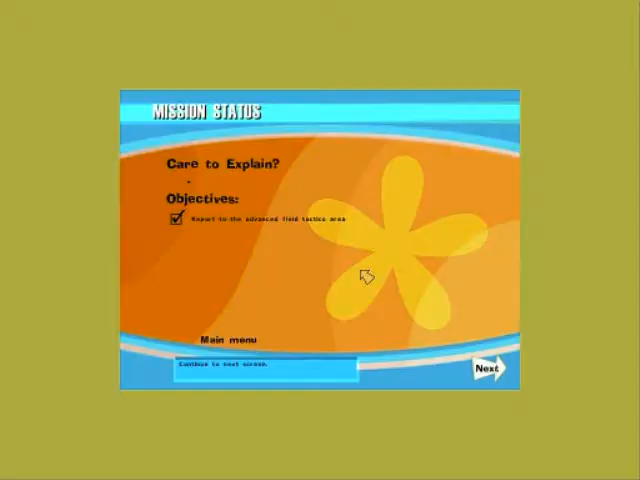 MISSION STATUS
Care to Explain?
Objectives:
Report to the advanced field tactics area
Main menu
Continue to next screen.
Next